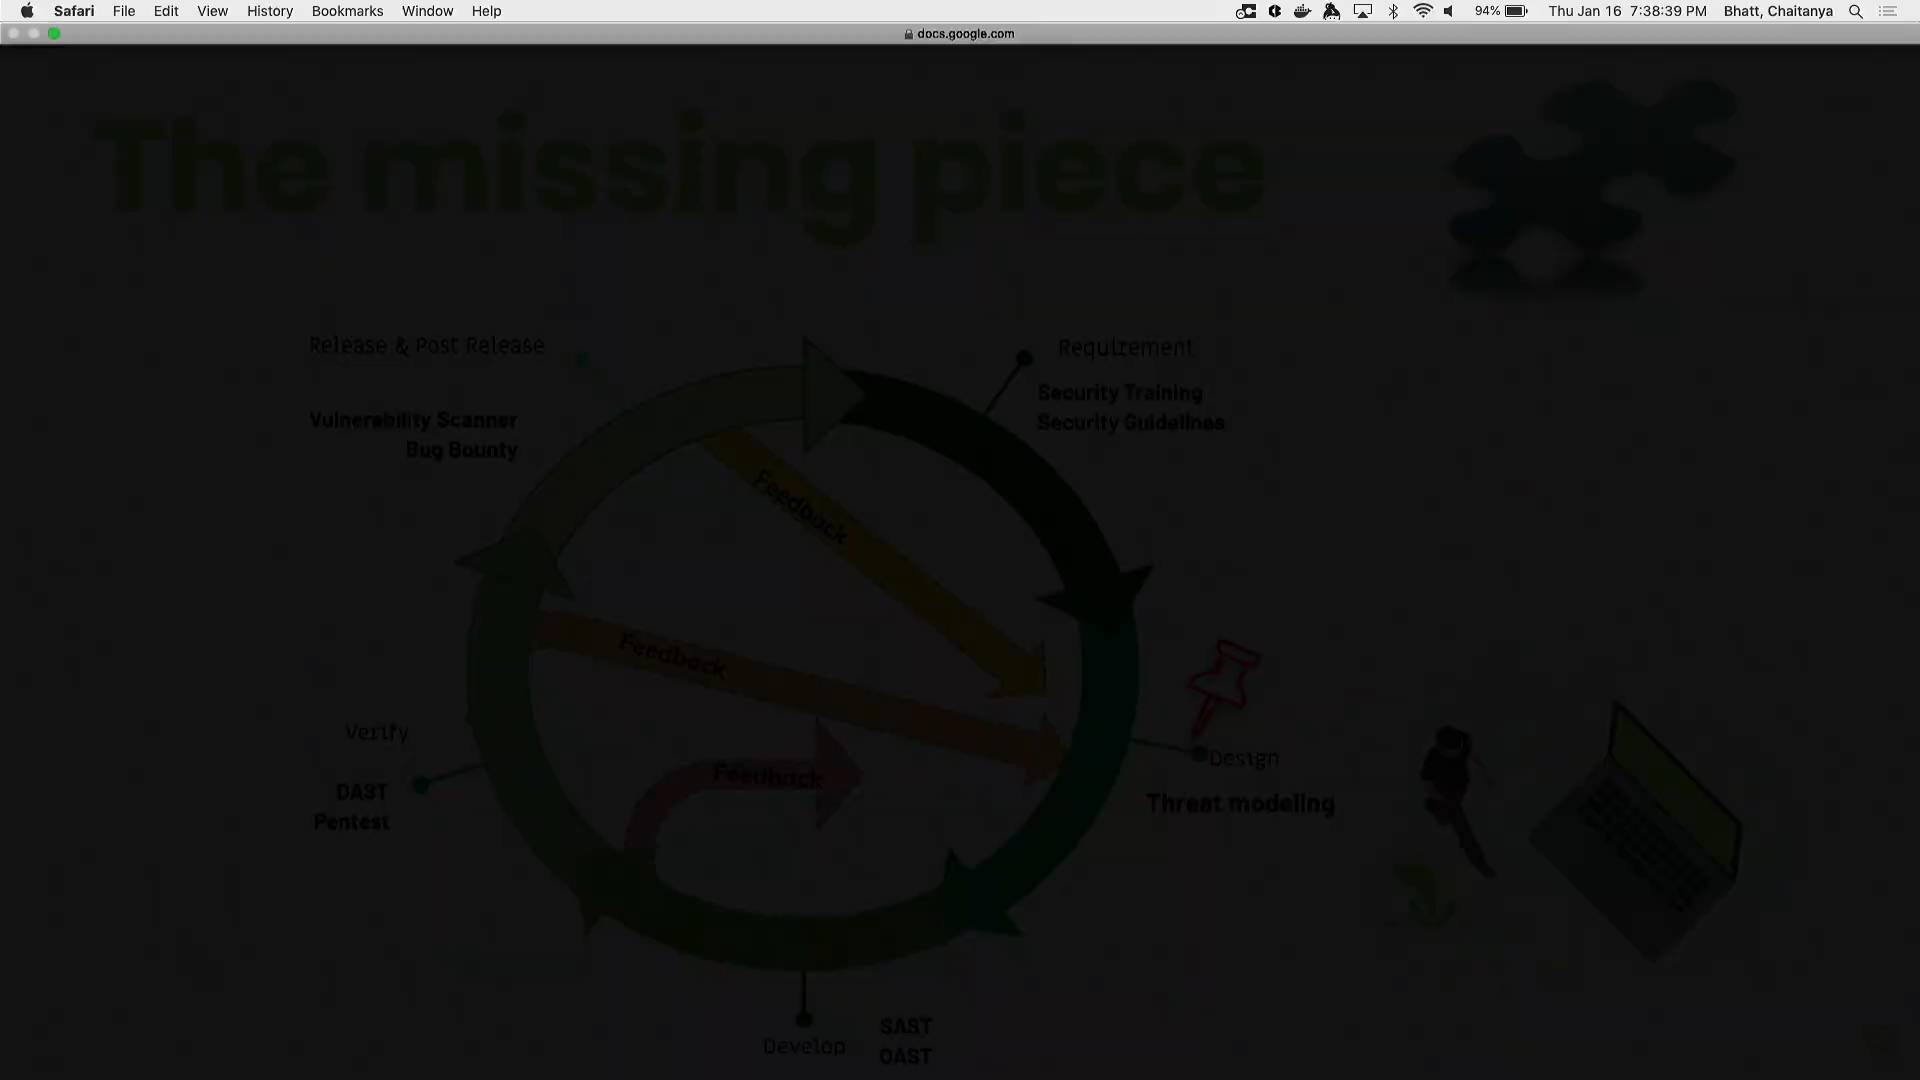 Safari File Edit View History Bookmarks Window Help 94% Thu Jan 16 7:38:39 PM Bhatt, Chaitanya
docs.google.com
The missing piece
Release & Post Release
Vulnerability Scanner
Bug Bounty
Requirement
Security Training
Security Guidelines
Feedback
Feedback
Feedback
Verify
DAST
Pentest
Design
Threat modeling
Develop
SAST
OAST